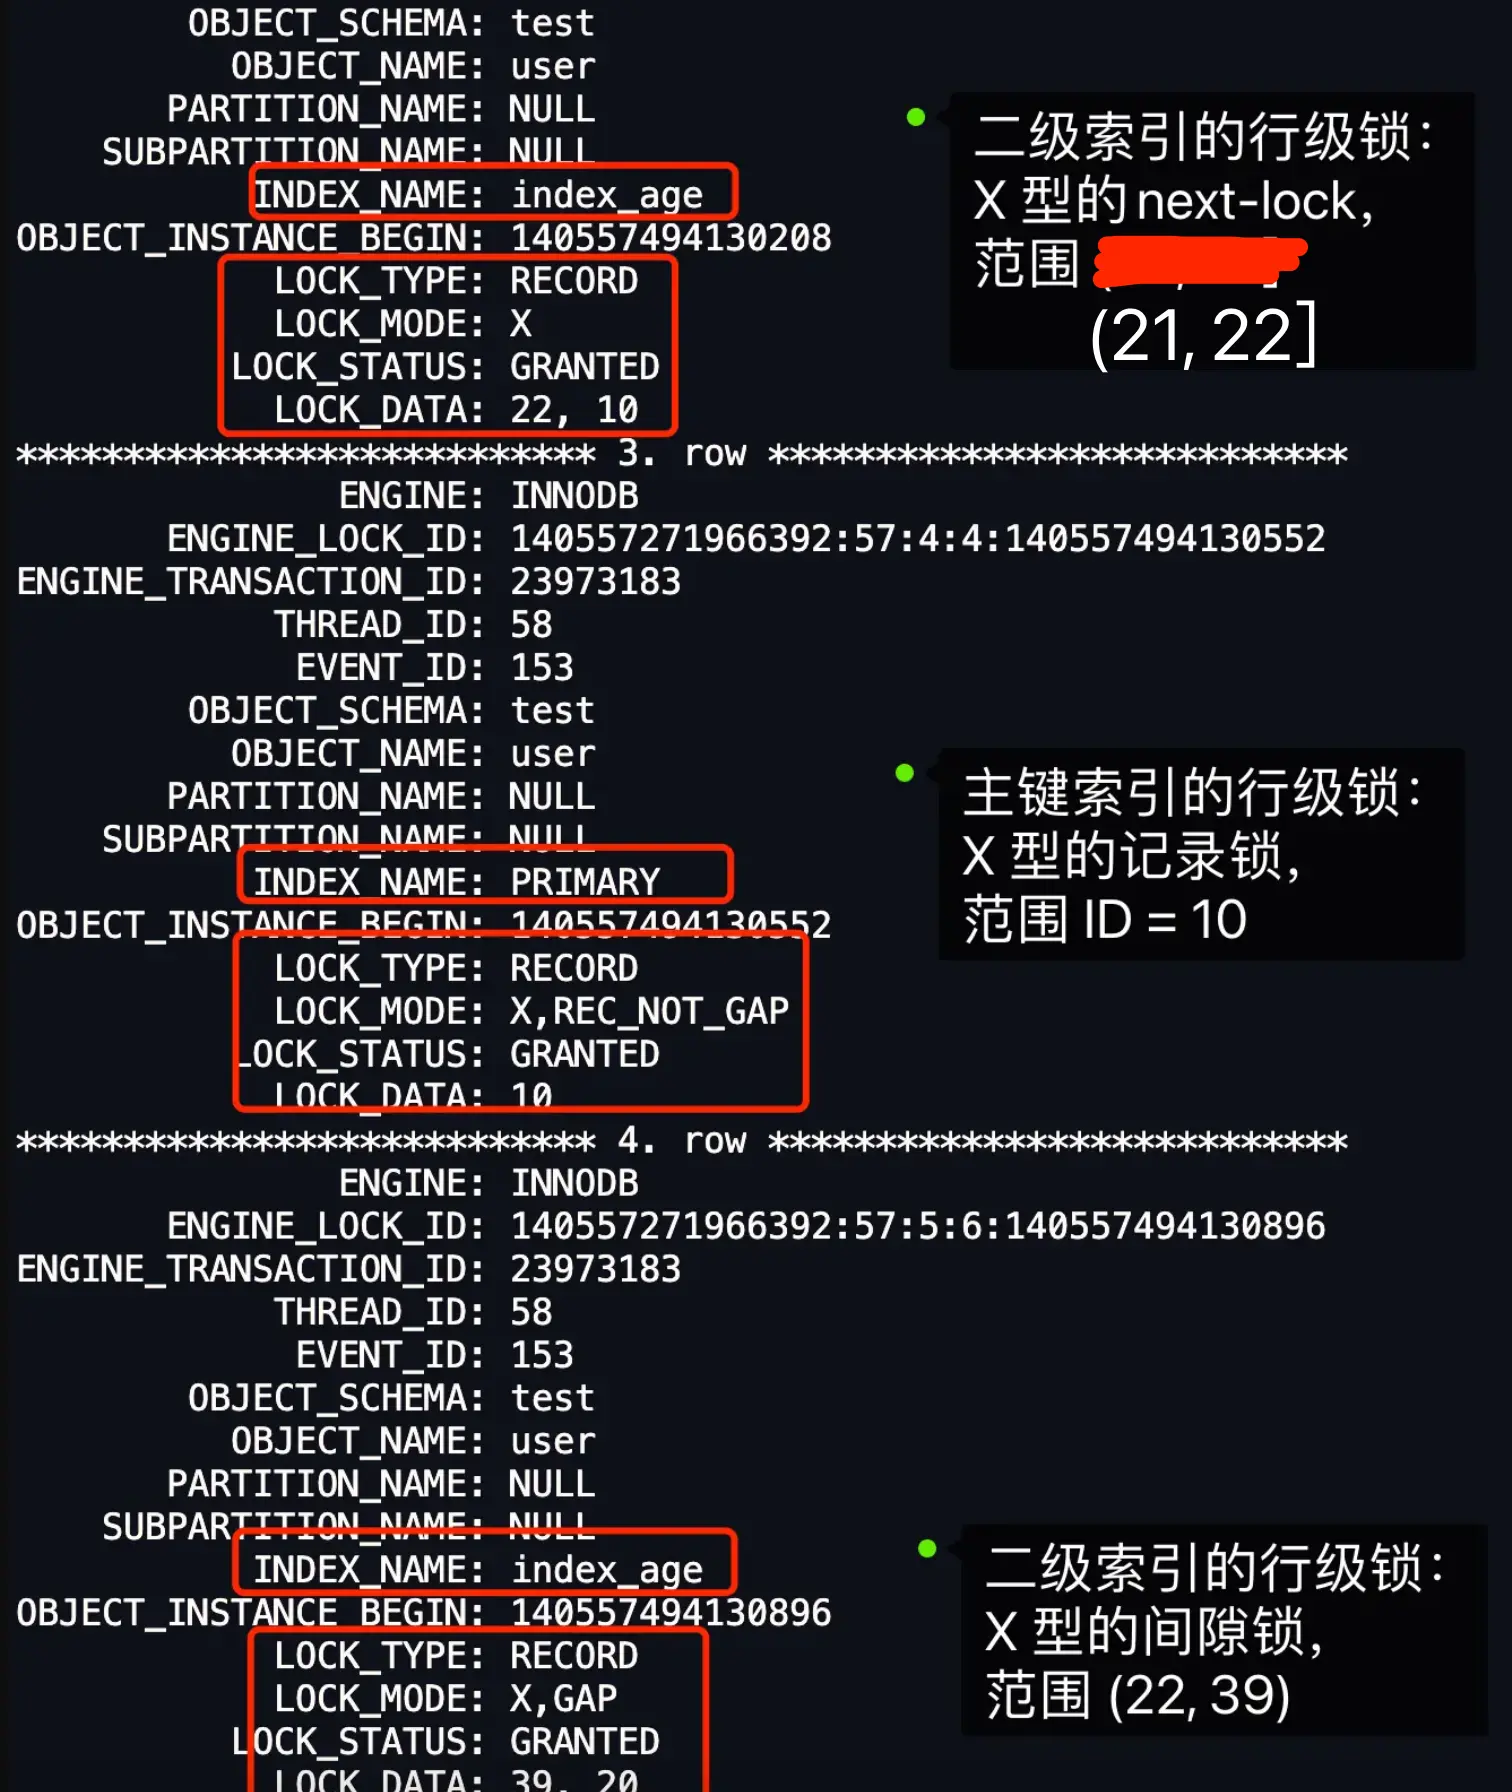 OBJECT_SCHEMA: test
OBJECT_NAME: user
PARTITION_NAME: NULL
SUBPARTITION_NAME: NULL
INDEX_NAME: index_age
OBJECT_INSTANCE_BEGIN: 140557494130208
LOCK_TYPE: RECORD
LOCK_MODE: X
LOCK_STATUS: GRANTED
LOCK_DATA: 22, 10
二级索引的行级锁：
X 型的next-lock，
范围
(21, 22]
*************************** 3. row ***************************
ENGINE: INNODB
ENGINE_LOCK_ID: 140557271966392:57:4:4:140557494130552
ENGINE_TRANSACTION_ID: 23973183
THREAD_ID: 58
EVENT_ID: 153
OBJECT_SCHEMA: test
OBJECT_NAME: user
PARTITION_NAME: NULL
SUBPARTITION_NAME: NULL
INDEX_NAME: PRIMARY
OBJECT_INSTANCE_BEGIN: 140557494130552
LOCK_TYPE: RECORD
LOCK_MODE: X,REC_NOT_GAP
LOCK_STATUS: GRANTED
LOCK_DATA: 10
主键索引的行级锁：
X 型的记录锁，
范围 ID = 10
*************************** 4. row ***************************
ENGINE: INNODB
ENGINE_LOCK_ID: 140557271966392:57:5:6:140557494130896
ENGINE_TRANSACTION_ID: 23973183
THREAD_ID: 58
EVENT_ID: 153
OBJECT_SCHEMA: test
OBJECT_NAME: user
PARTITION_NAME: NULL
SUBPARTITION_NAME: NULL
INDEX_NAME: index_age
OBJECT_INSTANCE_BEGIN: 140557494130896
LOCK_TYPE: RECORD
LOCK_MODE: X,GAP
LOCK_STATUS: GRANTED
LOCK_DATA: 39, 20
二级索引的行级锁：
X 型的间隙锁，
范围 (22, 39)